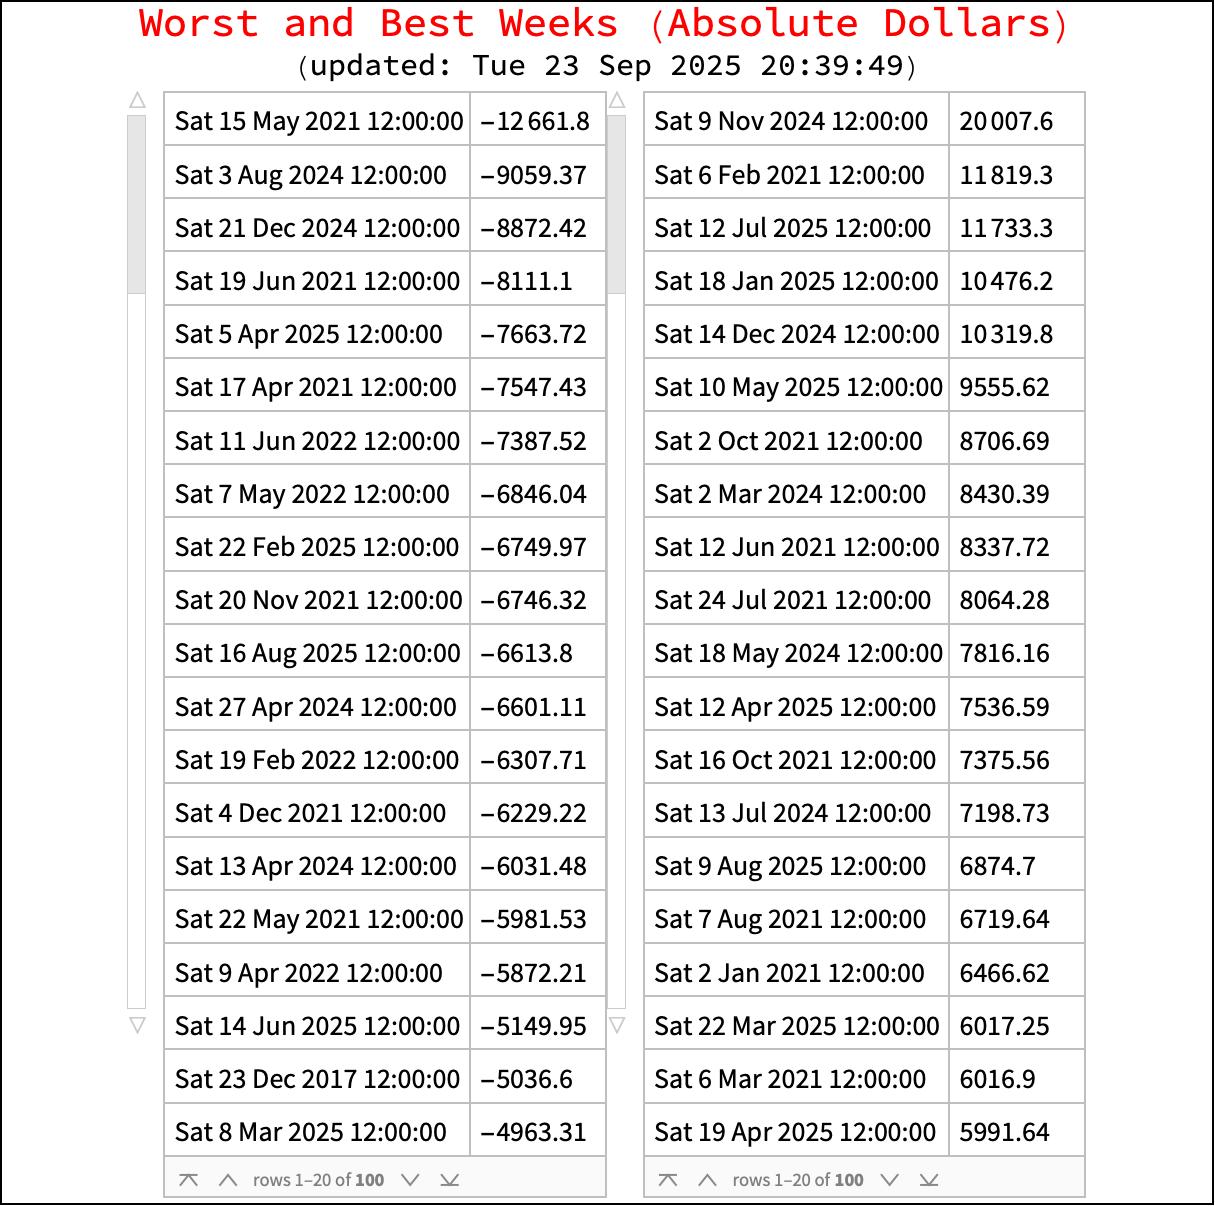 Worst and Best Weeks (Absolute Dollars)
(updated: Tue 23 Sep 2025 20:39:49)
Sat 15 May 2021 12:00:00 −12 661.8 Sat 9 Nov 2024 12:00:00 20 007.6
Sat 3 Aug 2024 12:00:00 −9059.37 Sat 6 Feb 2021 12:00:00 11 819.3
Sat 21 Dec 2024 12:00:00 −8872.42 Sat 12 Jul 2025 12:00:00 11 733.3
Sat 19 Jun 2021 12:00:00 −8111.1 Sat 18 Jan 2025 12:00:00 10 476.2
Sat 5 Apr 2025 12:00:00 −7663.72 Sat 14 Dec 2024 12:00:00 10 319.8
Sat 17 Apr 2021 12:00:00 −7547.43 Sat 10 May 2025 12:00:00 9555.62
Sat 11 Jun 2022 12:00:00 −7387.52 Sat 2 Oct 2021 12:00:00 8706.69
Sat 7 May 2022 12:00:00 −6846.04 Sat 2 Mar 2024 12:00:00 8430.39
Sat 22 Feb 2025 12:00:00 −6749.97 Sat 12 Jun 2021 12:00:00 8337.72
Sat 20 Nov 2021 12:00:00 −6746.32 Sat 24 Jul 2021 12:00:00 8064.28
Sat 16 Aug 2025 12:00:00 −6613.8 Sat 18 May 2024 12:00:00 7816.16
Sat 27 Apr 2024 12:00:00 −6601.11 Sat 12 Apr 2025 12:00:00 7536.59
Sat 19 Feb 2022 12:00:00 −6307.71 Sat 16 Oct 2021 12:00:00 7375.56
Sat 4 Dec 2021 12:00:00 −6229.22 Sat 13 Jul 2024 12:00:00 7198.73
Sat 13 Apr 2024 12:00:00 −6031.48 Sat 9 Aug 2025 12:00:00 6874.7
Sat 22 May 2021 12:00:00 −5981.53 Sat 7 Aug 2021 12:00:00 6719.64
Sat 9 Apr 2022 12:00:00 −5872.21 Sat 2 Jan 2021 12:00:00 6466.62
Sat 14 Jun 2025 12:00:00 −5149.95 Sat 22 Mar 2025 12:00:00 6017.25
Sat 23 Dec 2017 12:00:00 −5036.6 Sat 6 Mar 2021 12:00:00 6016.9
Sat 8 Mar 2025 12:00:00 −4963.31 Sat 19 Apr 2025 12:00:00 5991.64
rows 1–20 of 100 rows 1–20 of 100